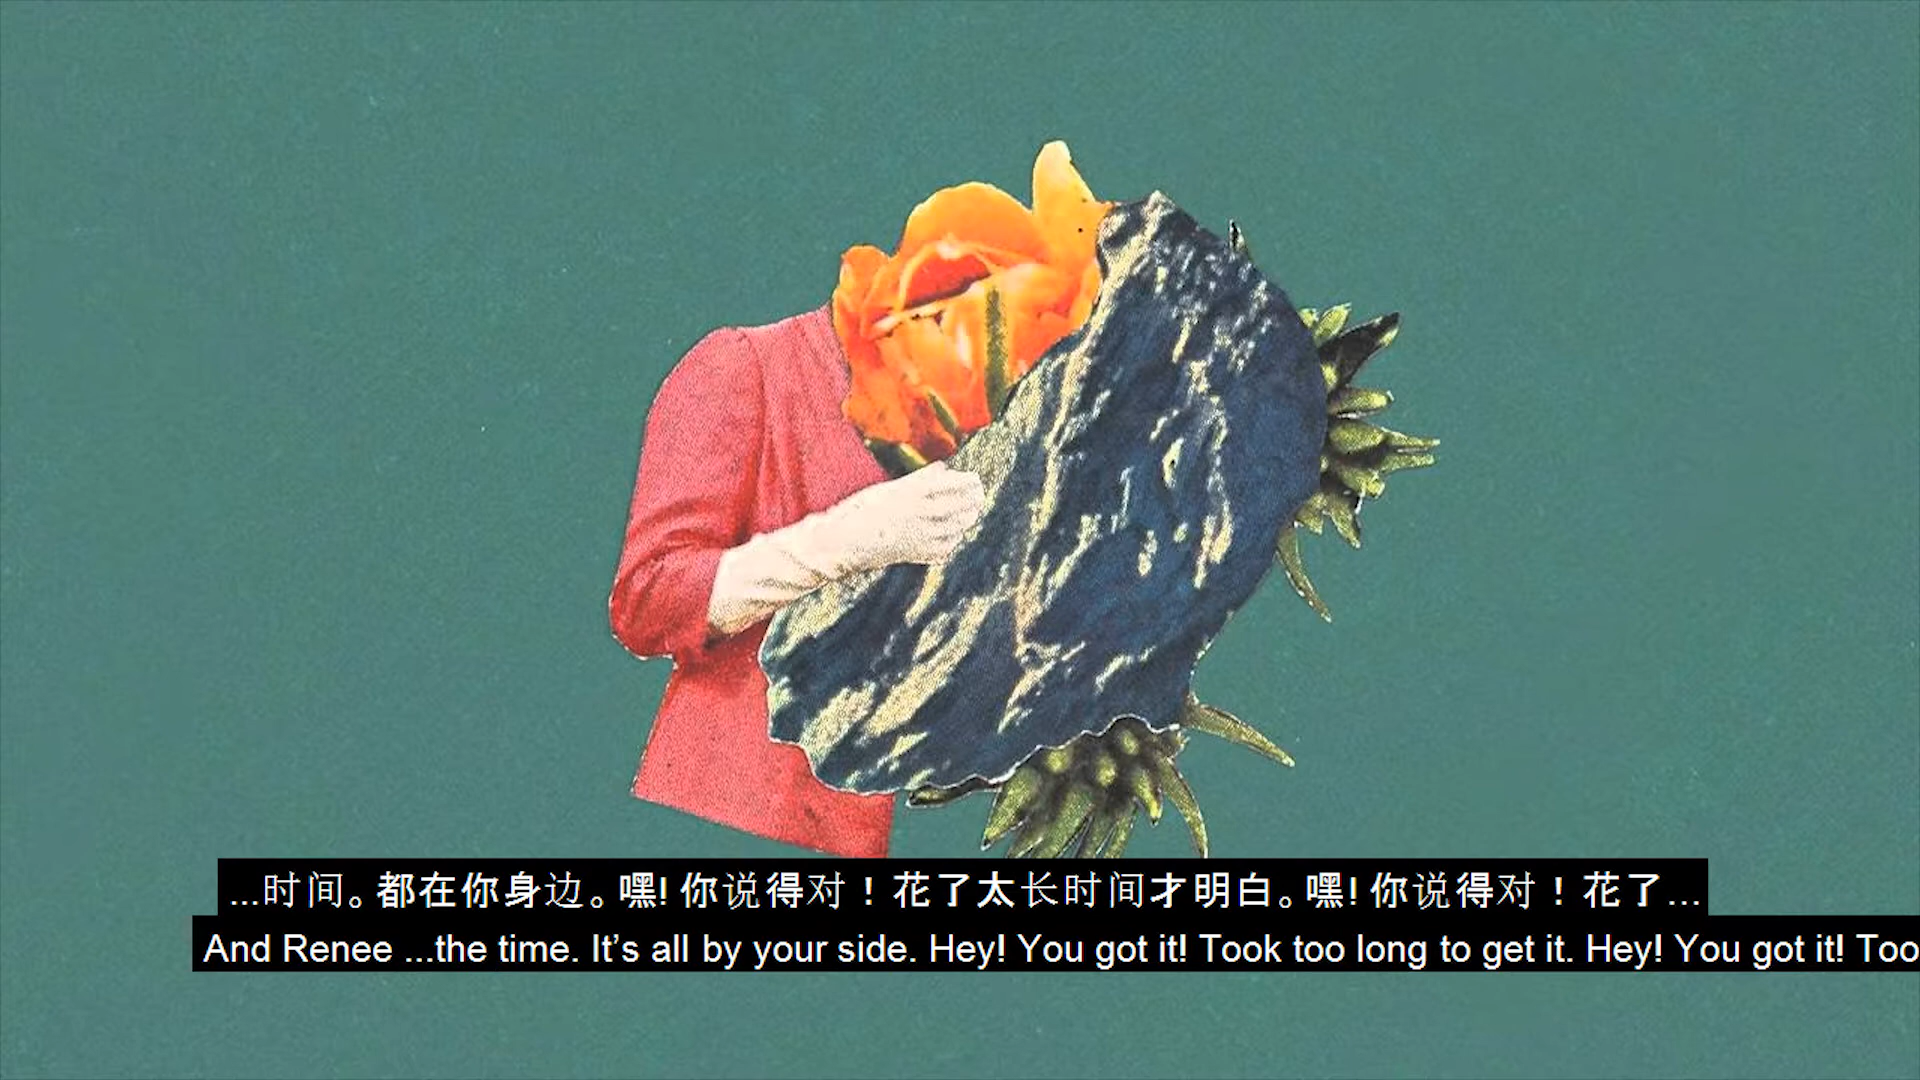 ...时间。都在你身边。嘿! 你说得对！花了太长时间才明白。嘿! 你说得对！花了...
And Renee ...the time. It’s all by your side. Hey! You got it! Took too long to get it. Hey! You got it! Too